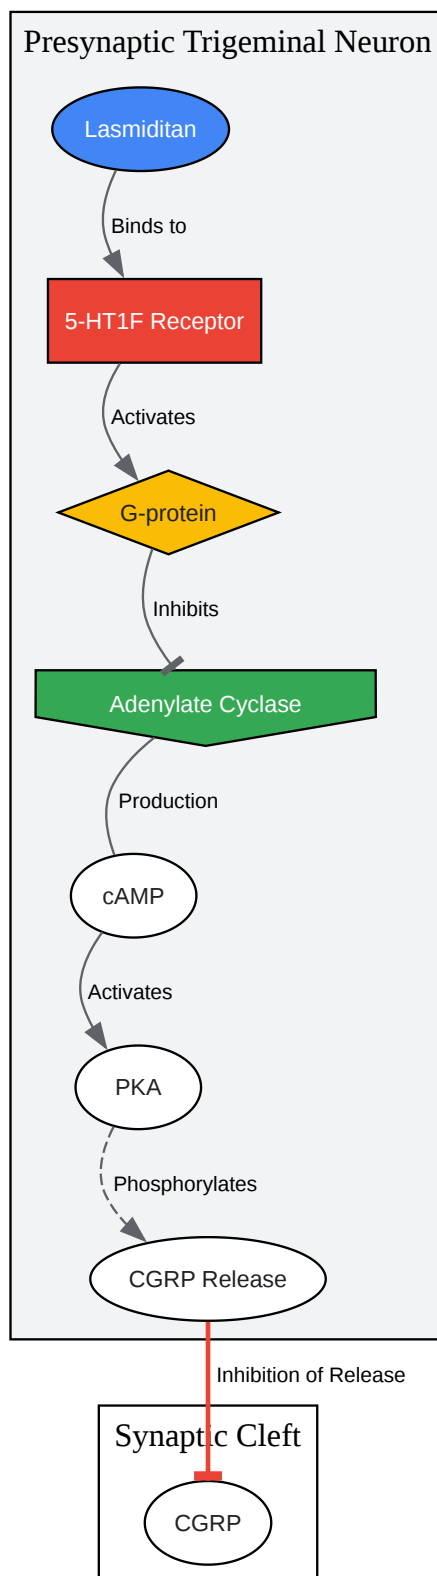 Presynaptic Trigeminal Neuron
Lasmiditan
Binds to
5-HT1F Receptor
Activates
G-protein
Inhibits
Adenylate Cyclase
Production
cAMP
Activates
PKA
Phosphorylates
CGRP Release
Inhibition of Release
Synaptic Cleft
CGRP